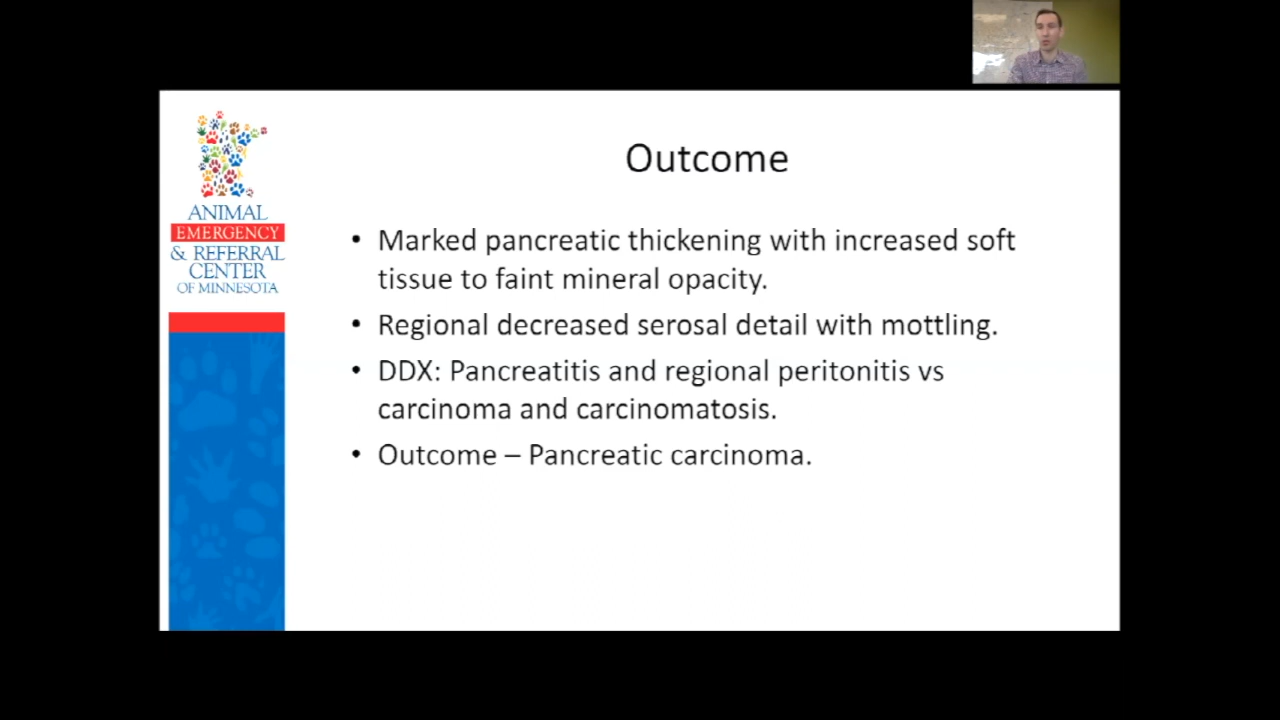 ANIMAL
EMERGENCY
& REFERRAL
CENTER
OF MINNESOTA
Outcome
• Marked pancreatic thickening with increased soft
tissue to faint mineral opacity.
• Regional decreased serosal detail with mottling.
• DDX: Pancreatitis and regional peritonitis vs
carcinoma and carcinomatosis.
• Outcome – Pancreatic carcinoma.